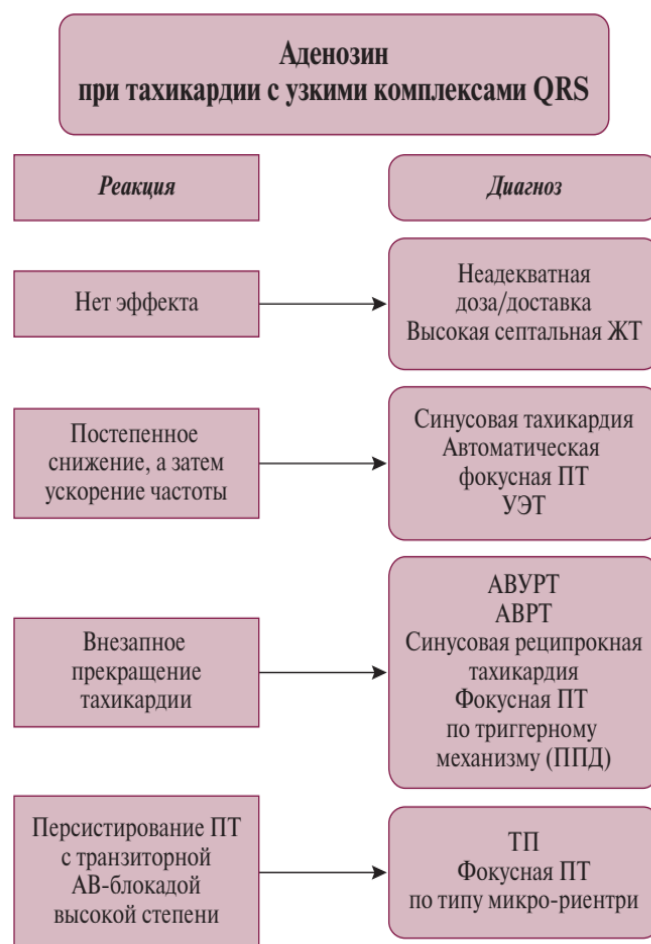 Аденозин
при тахикардии с узкими комплексами QRS
Реакция
Диагноз
Нет эффекта
Неадекватная
доза/доставка
Высокая септальная ЖТ
Постепенное
снижение, а затем
ускорение частоты
Синусовая тахикардия
Автоматическая
фокусная ПТ
УЭТ
Внезапное
прекращение
тахикардии
АВУРТ
АВРТ
Синусовая реципрокная
тахикардия
Фокусная ПТ
по триггерному
механизму (ППД)
Персистирование ПТ
с транзиторной
АВ-блокадой
высокой степени
ТП
Фокусная ПТ
по типу микро-риентри